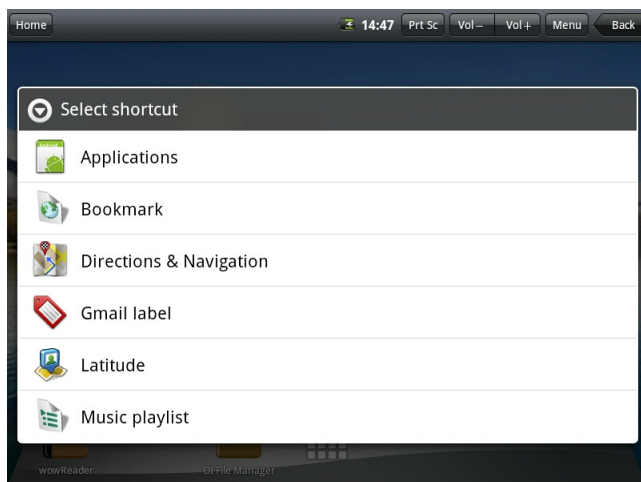 Home
14:47
Prt Sc
Vol−
Vol+
Menu
Back
Select shortcut
Applications
Bookmark
Directions & Navigation
Gmail label
Latitude
Music playlist
wowReader
OI File Manager